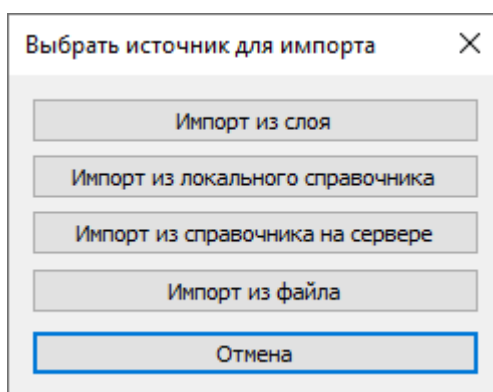 Выбрать источник для импорта
Импорт из слоя
Импорт из локального справочника
Импорт из справочника на сервере
Импорт из файла
Отмена